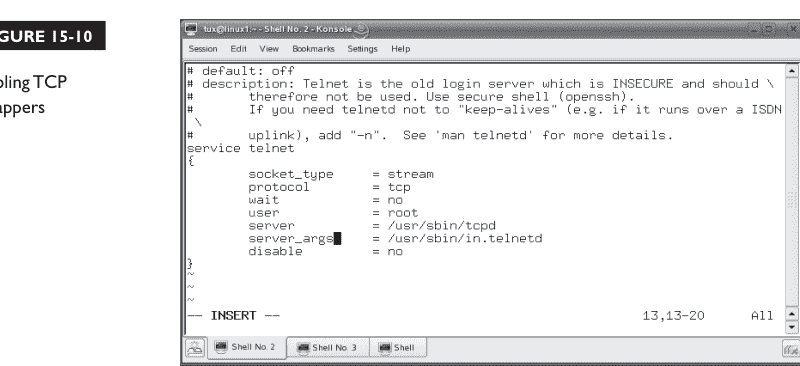 GURE 15-10
bling TCP
appers
tux@linux1:~ - Shell No. 2 - Konsole
Session Edit View Bookmarks Settings Help
# default: off
# description: Telnet is the old login server which is INSECURE and should \
#       therefore not be used. Use secure shell (openssh).
#       If you need telnetd not to "keep-alives" (e.g. if it runs over a ISDN
\
#       uplink), add "-n".  See 'man telnetd' for more details.
service telnet
{
        socket_type     = stream
        protocol        = tcp
        wait            = no
        user            = root
        server          = /usr/sbin/tcpd
        server_args     = /usr/sbin/in.telnetd
        disable         = no
}
~
~
~
-- INSERT --                                                  13,13-20      All
Shell No. 2 Shell No. 3 Shell